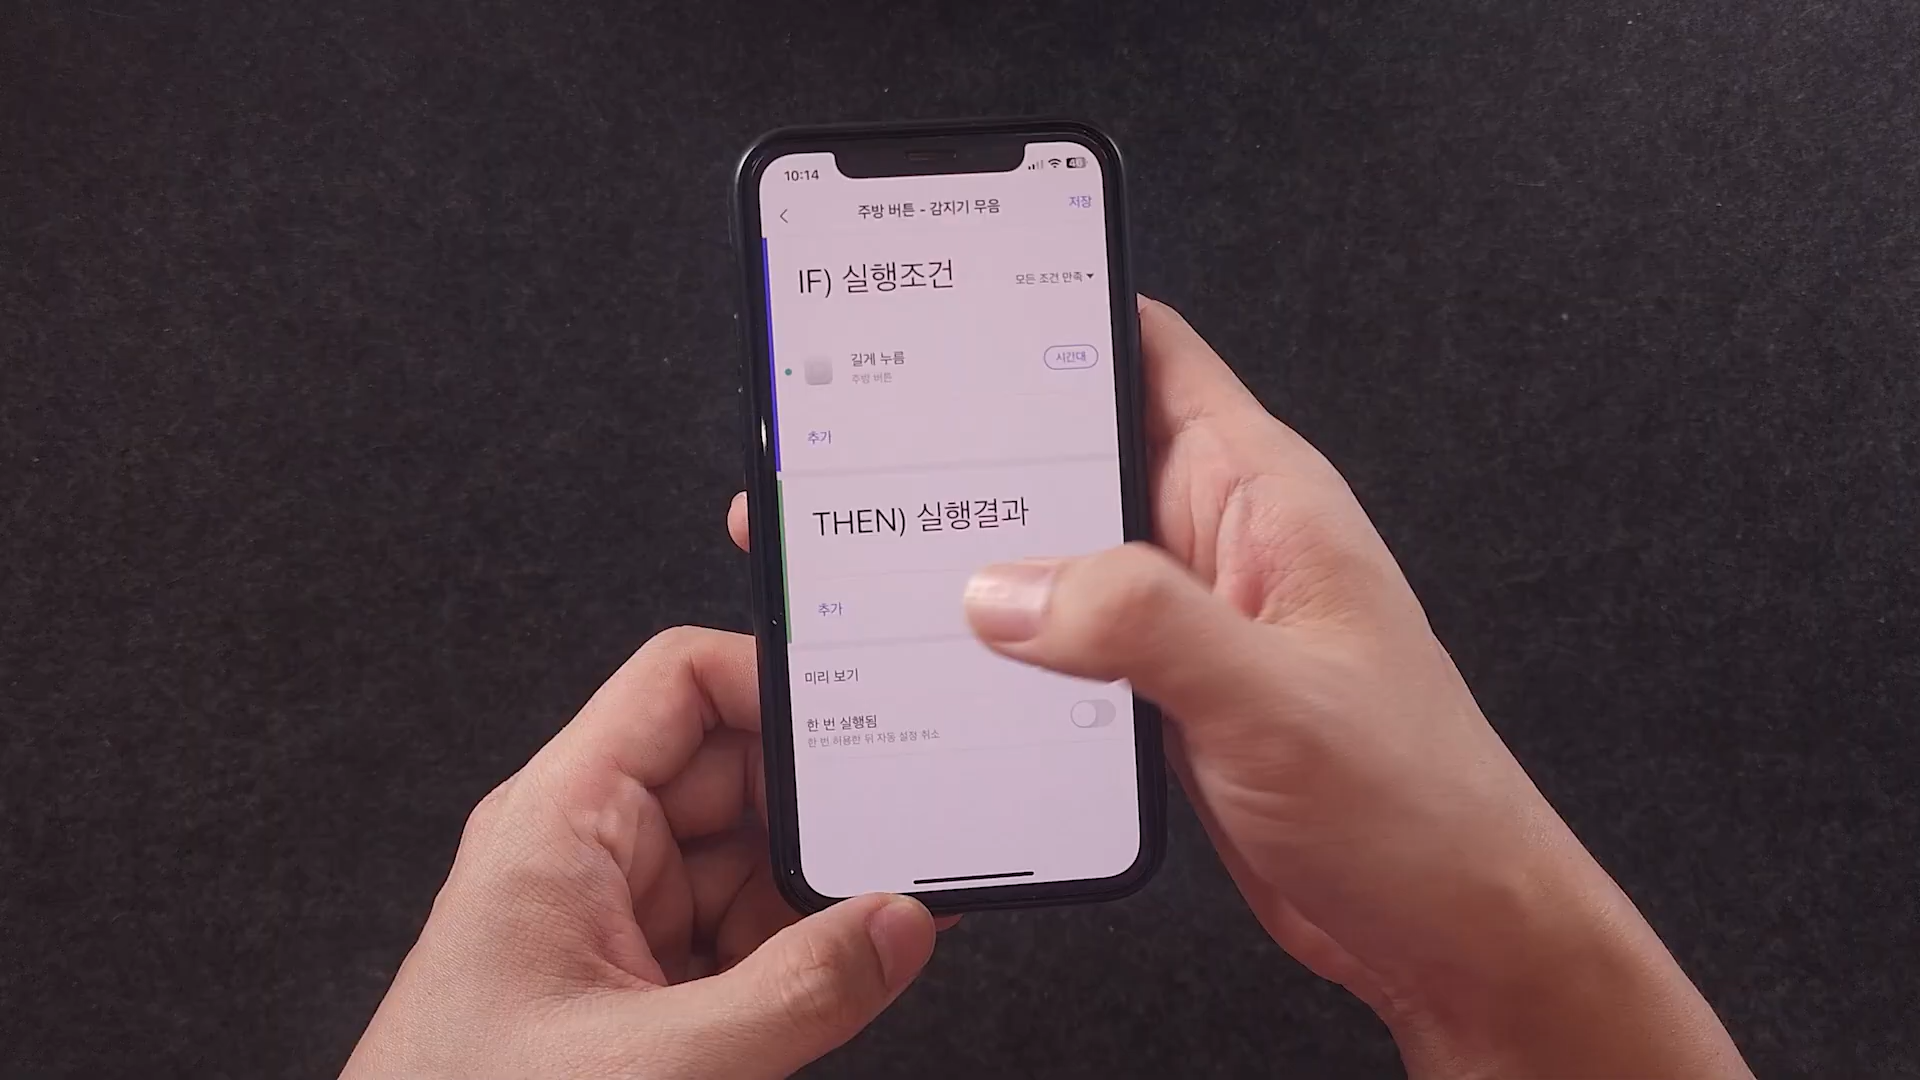 10:14
48
주방 버튼 - 감지기 무음
저장
IF) 실행조건
모든 조건 만족
길게 누름
시간대
주방 버튼
추가
THEN) 실행결과
추가
미리 보기
한 번 실행됨
한 번 허용한 뒤 자동 설정 취소